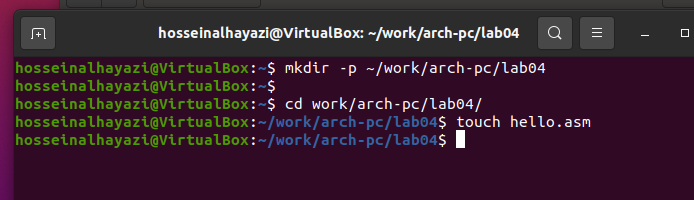 hosseinalhayazi@VirtualBox: ~/work/arch-pc/lab04
hosseinalhayazi@VirtualBox:~$ mkdir -p ~/work/arch-pc/lab04
hosseinalhayazi@VirtualBox:~$
hosseinalhayazi@VirtualBox:~$ cd work/arch-pc/lab04/
hosseinalhayazi@VirtualBox:~/work/arch-pc/lab04$ touch hello.asm
hosseinalhayazi@VirtualBox:~/work/arch-pc/lab04$